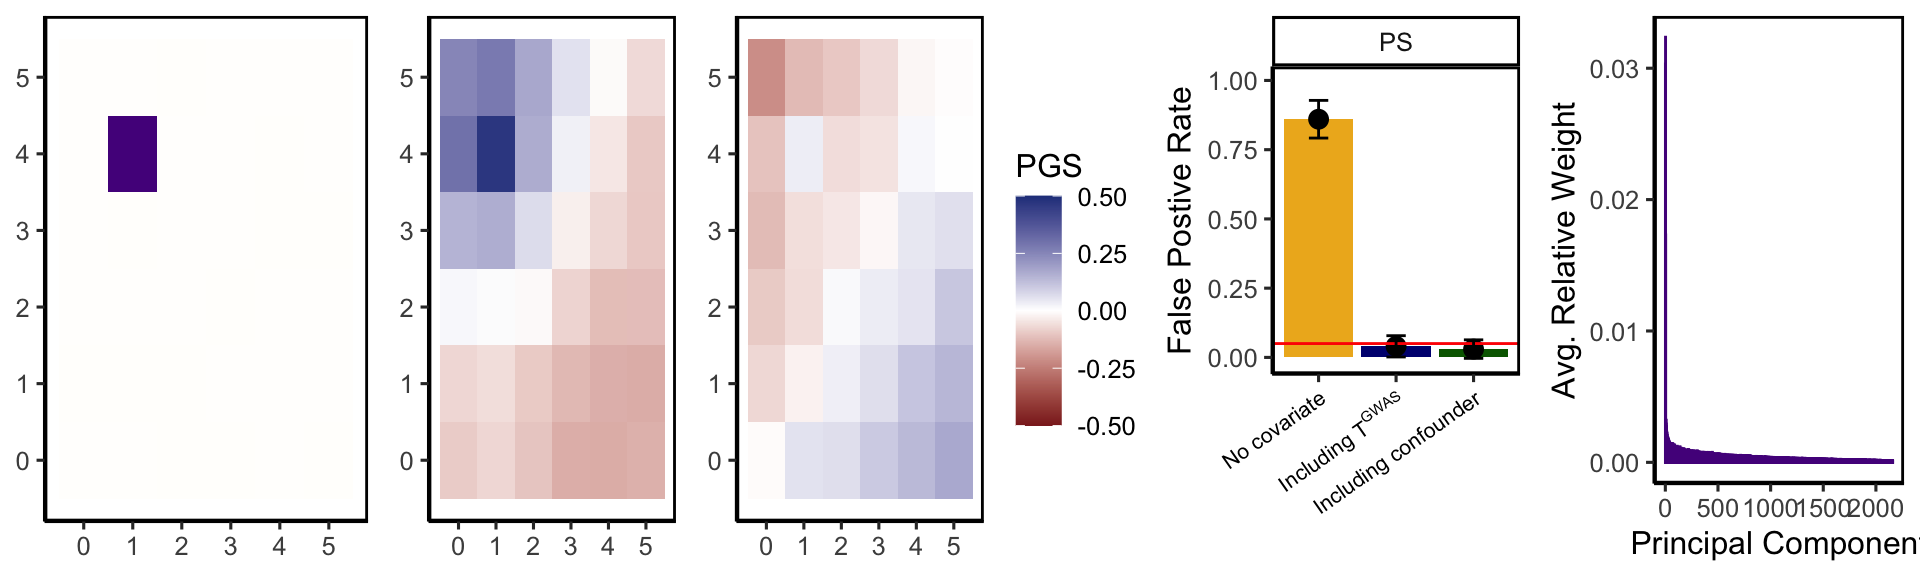 5
4
3
2
1
0
0 1 2 3 4 5
5
4
3
2
1
0
0 1 2 3 4 5
5
4
3
2
1
0
0 1 2 3 4 5
PGS
0.50
0.25
0.00
-0.25
-0.50
PS
False Postive Rate
1.00
0.75
0.50
0.25
0.00
No covariate
Including T^GWAS
Including confounder
Avg. Relative Weight
0.03
0.02
0.01
0.00
0 500 1000 1500 2000
Principal Component